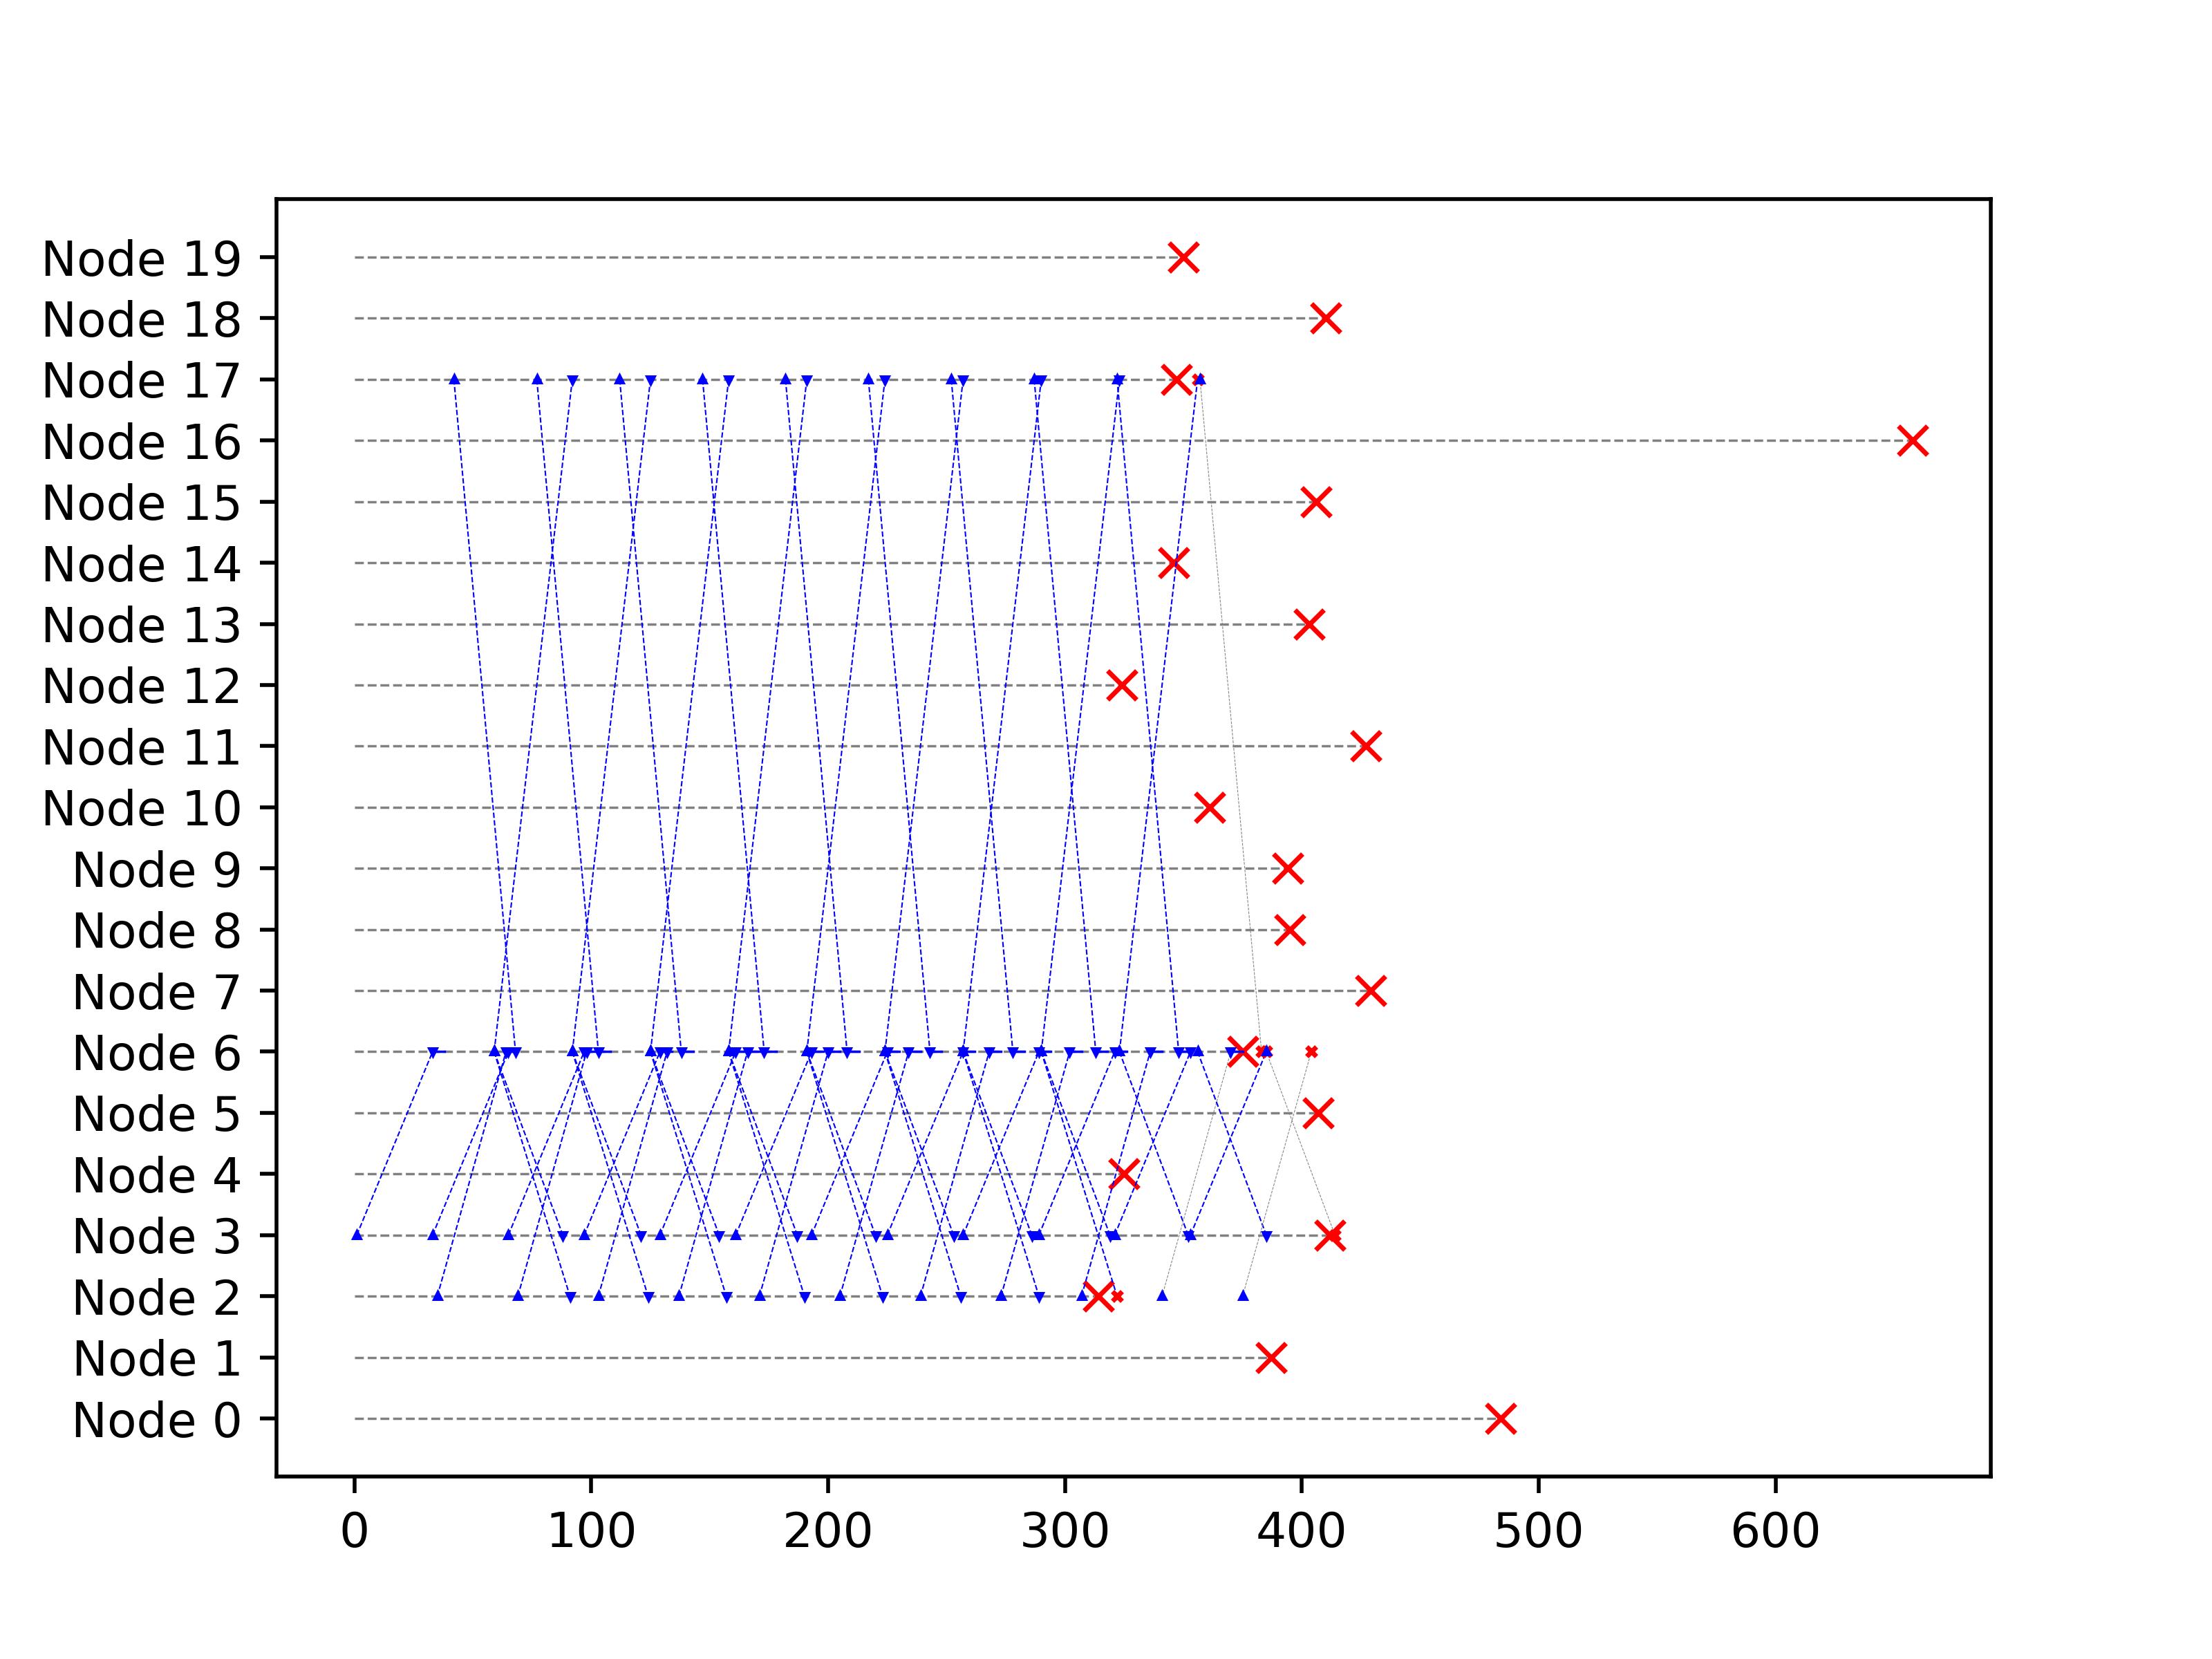 Node 19
Node 18
Node 17
Node 16
Node 15
Node 14
Node 13
Node 12
Node 11
Node 10
Node 9
Node 8
Node 7
Node 6
Node 5
Node 4
Node 3
Node 2
Node 1
Node 0
0 100 200 300 400 500 600